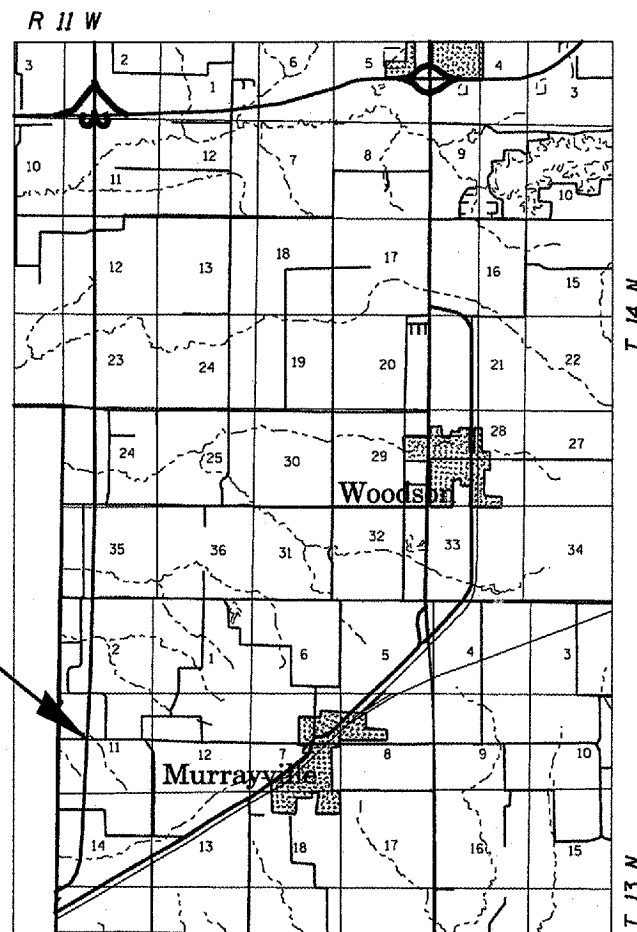 R 11 W
3 2 1 6 5 4 3
10 11 12 7 8 9 10
12 13 18 17 16 15
T 14 N
23 24 19 20 21 22
24 25 30 29 28 27
Woodson
35 36 31 32 33 34
2 1 6 5 4 3
11 12 7 8 9 10
Murrayville
14 13 18 17 16 15
T 13 N